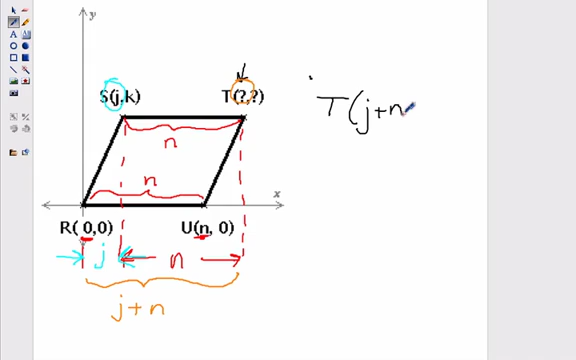 y
S(j,k)
T(?,?)
T(j+n
n
n
x
R( 0,0)
U(n, 0)
j
n
j+n